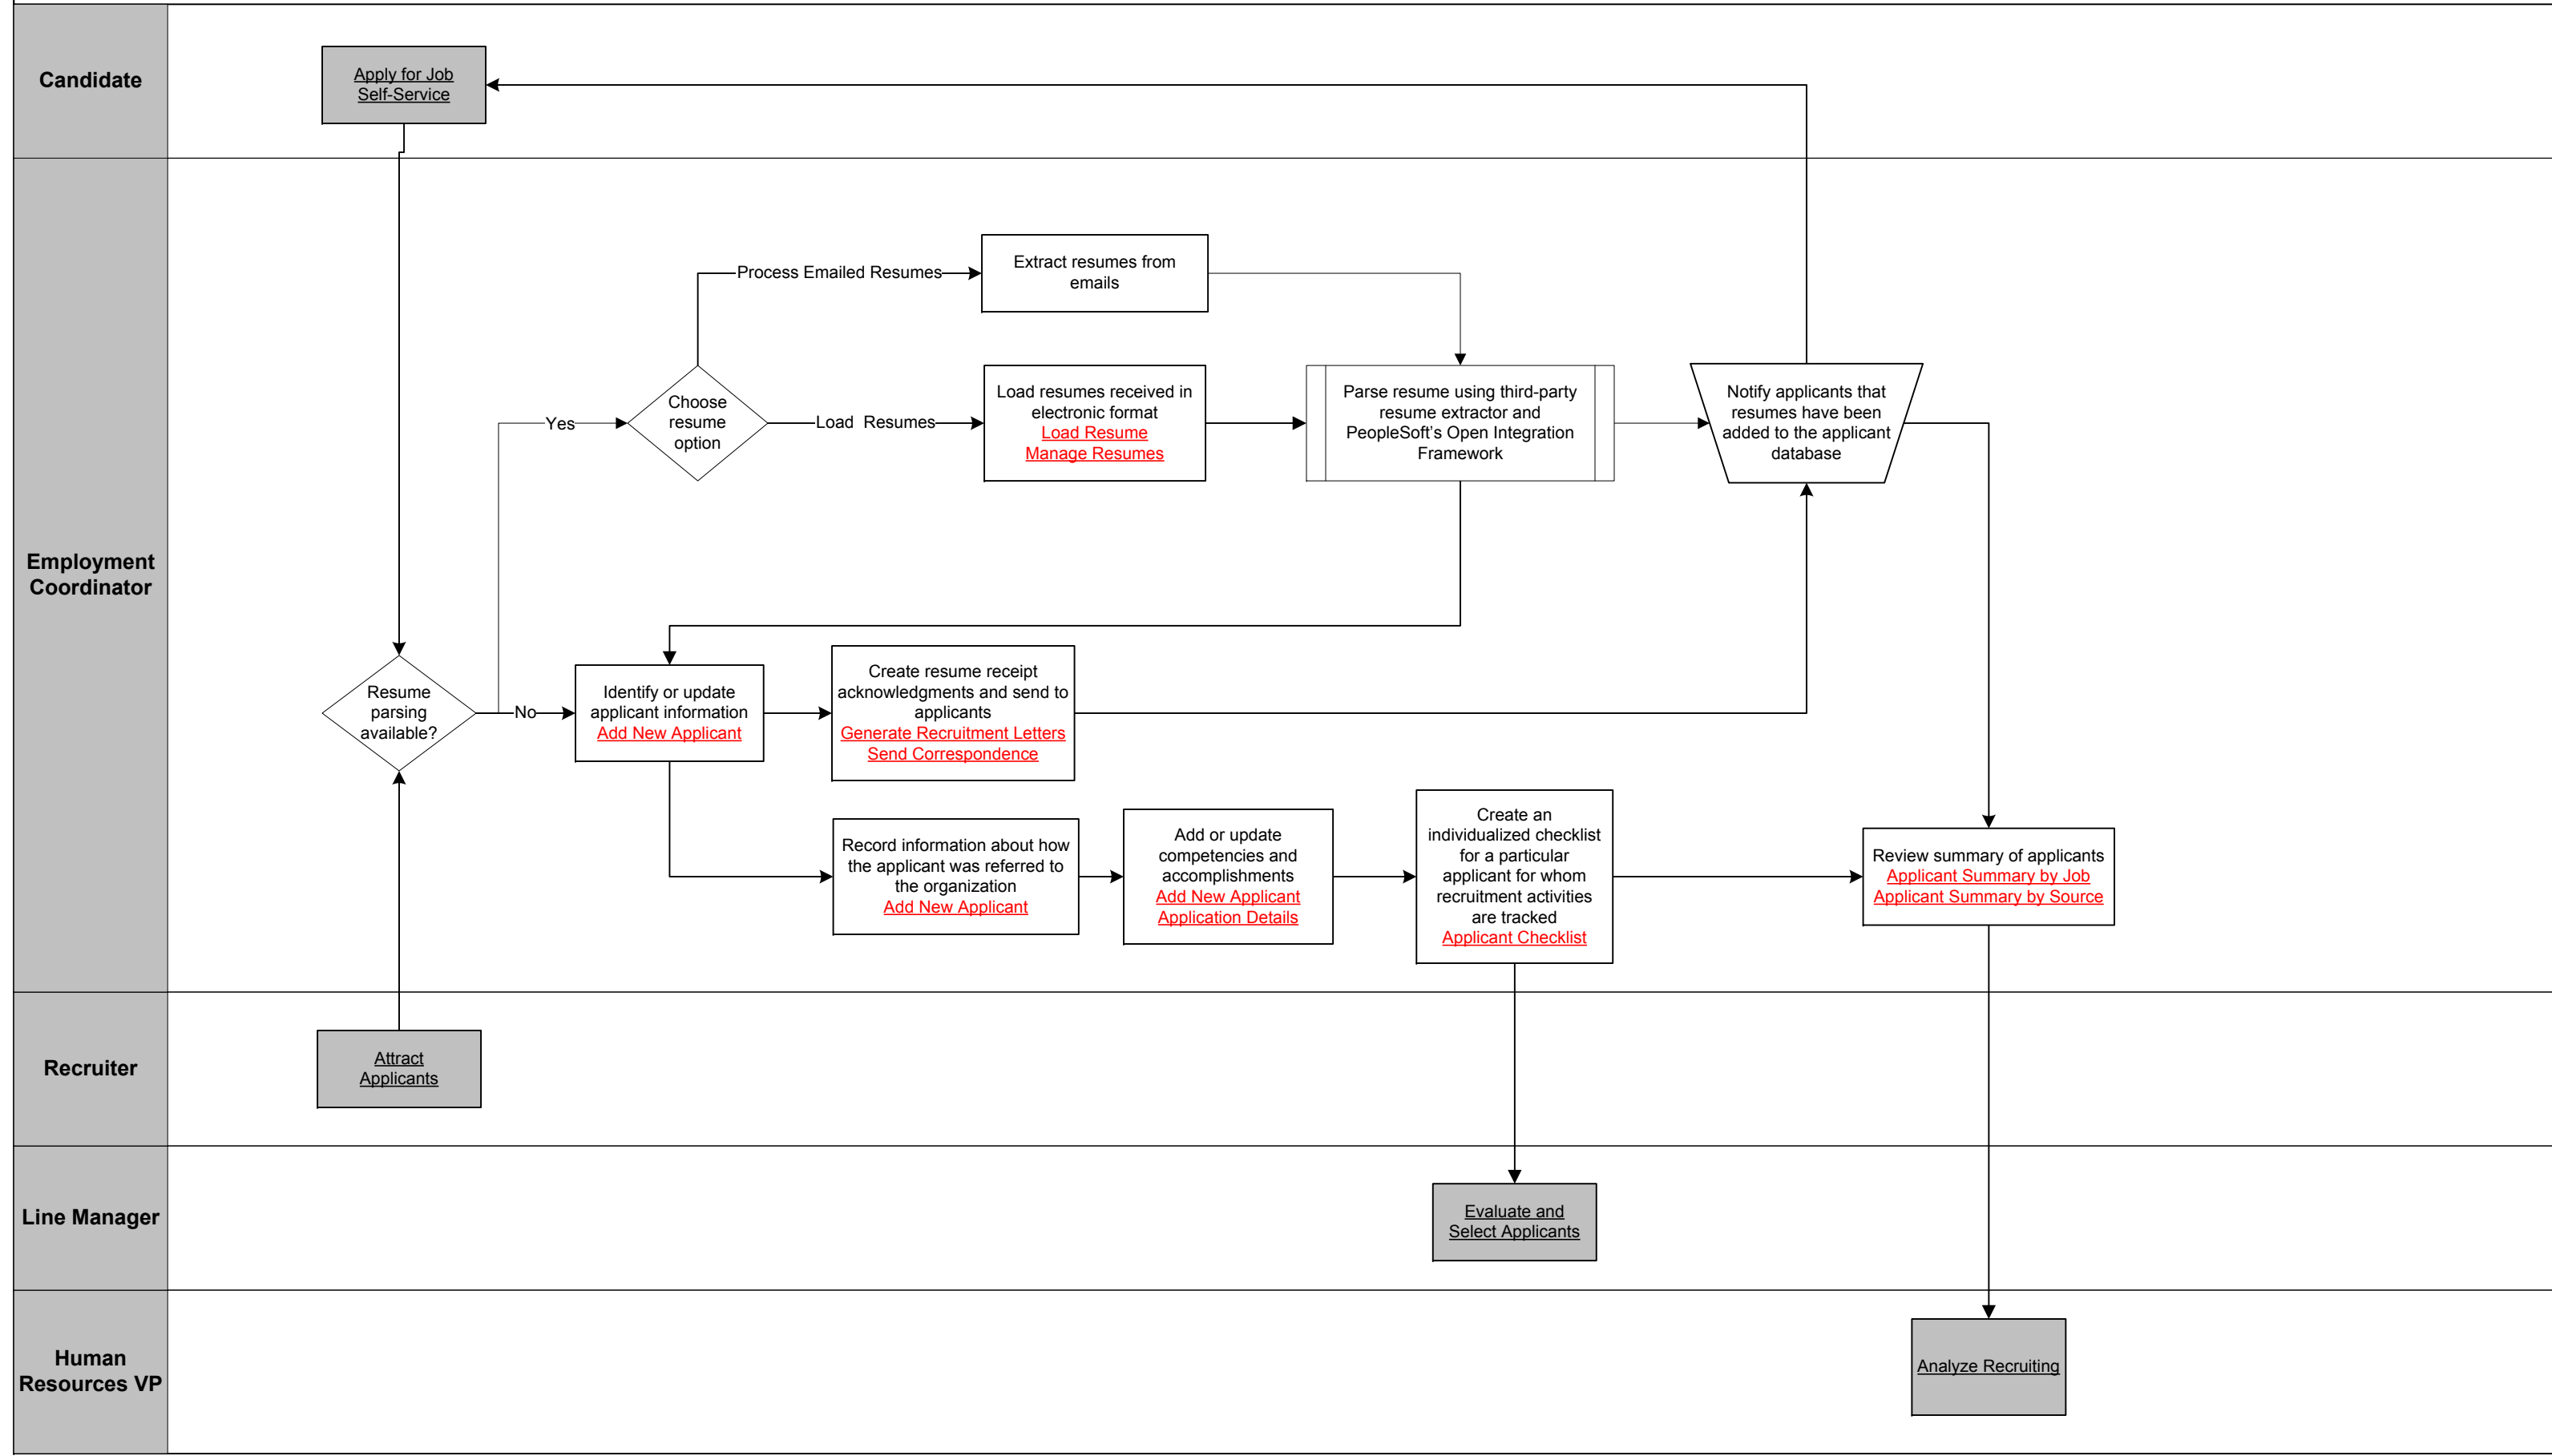 Candidate
Apply for Job
Self-Service
Employment
Coordinator
Process Emailed Resumes
Extract resumes from
emails
Yes
Choose
resume
option
Load  Resumes
Load resumes received in
electronic format
Load Resume
Manage Resumes
Parse resume using third-party
resume extractor and
PeopleSoft's Open Integration
Framework
Notify applicants that
resumes have been
added to the applicant
database
Resume
parsing
available?
No
Identify or update
applicant information
Add New Applicant
Create resume receipt
acknowledgments and send to
applicants
Generate Recruitment Letters
Send Correspondence
Record information about how
the applicant was referred to
the organization
Add New Applicant
Add or update
competencies and
accomplishments
Add New Applicant
Application Details
Create an
individualized checklist
for a particular
applicant for whom
recruitment activities
are tracked
Applicant Checklist
Review summary of applicants
Applicant Summary by Job
Applicant Summary by Source
Recruiter
Attract
Applicants
Line Manager
Evaluate and
Select Applicants
Human
Resources VP
Analyze Recruiting